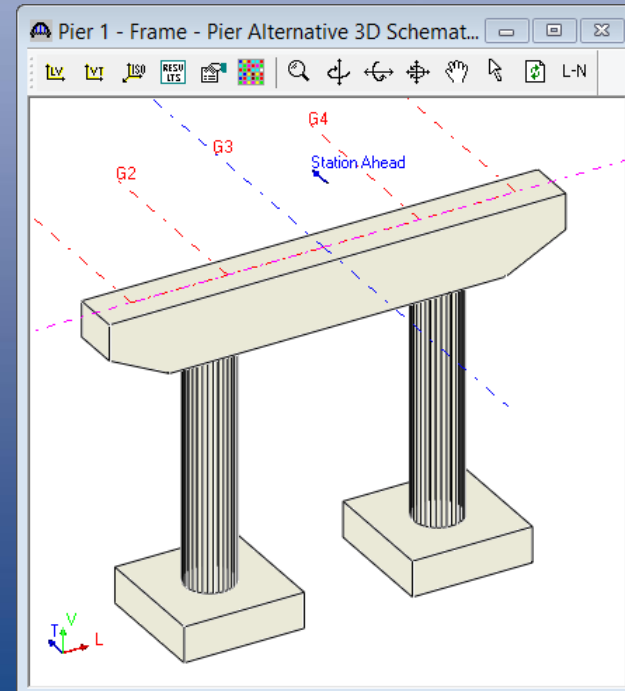 Pier 1 - Frame - Pier Alternative 3D Schemat...
LV VT ISO RESU LTS L-N
G4
G3
Station Ahead
G2
V
T
L